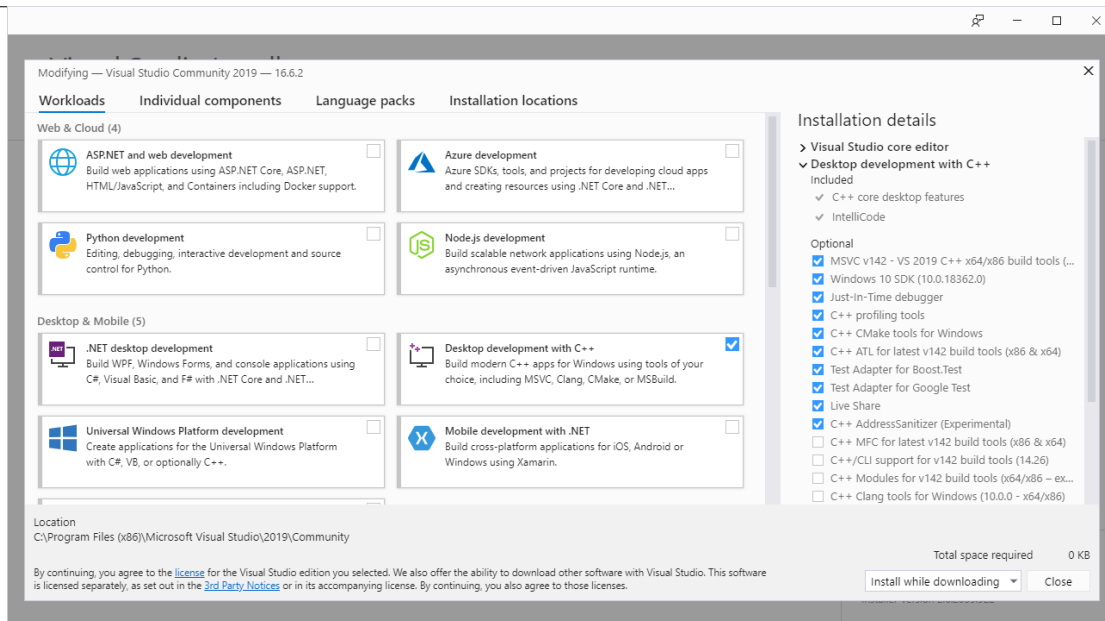 Modifying — Visual Studio Community 2019 — 16.6.2
Workloads Individual components Language packs Installation locations
Web & Cloud (4)
ASP.NET and web development
Build web applications using ASP.NET Core, ASP.NET,
HTML/JavaScript, and Containers including Docker support.
Azure development
Azure SDKs, tools, and projects for developing cloud apps
and creating resources using .NET Core and .NET...
Python development
Editing, debugging, interactive development and source
control for Python.
JS
Node.js development
Build scalable network applications using Node.js, an
asynchronous event-driven JavaScript runtime.
Desktop & Mobile (5)
.NET
.NET desktop development
Build WPF, Windows Forms, and console applications using
C#, Visual Basic, and F# with .NET Core and .NET...
Desktop development with C++
Build modern C++ apps for Windows using tools of your
choice, including MSVC, Clang, CMake, or MSBuild.
Universal Windows Platform development
Create applications for the Universal Windows Platform
with C#, VB, or optionally C++.
Mobile development with .NET
Build cross-platform applications for iOS, Android or
Windows using Xamarin.
Installation details
Visual Studio core editor
Desktop development with C++
Included
C++ core desktop features
IntelliCode
Optional
MSVC v142 - VS 2019 C++ x64/x86 build tools (...
Windows 10 SDK (10.0.18362.0)
Just-In-Time debugger
C++ profiling tools
C++ CMake tools for Windows
C++ ATL for latest v142 build tools (x86 & x64)
Test Adapter for Boost.Test
Test Adapter for Google Test
Live Share
C++ AddressSanitizer (Experimental)
C++ MFC for latest v142 build tools (x86 & x64)
C++/CLI support for v142 build tools (14.26)
C++ Modules for v142 build tools (x64/x86 – ex...
C++ Clang tools for Windows (10.0.0 - x64/x86)
Location
C:\Program Files (x86)\Microsoft Visual Studio\2019\Community
Total space required 0 KB
By continuing, you agree to the license for the Visual Studio edition you selected. We also offer the ability to download other software with Visual Studio. This software
is licensed separately, as set out in the 3rd Party Notices or in its accompanying license. By continuing, you also agree to those licenses.
Install while downloading Close